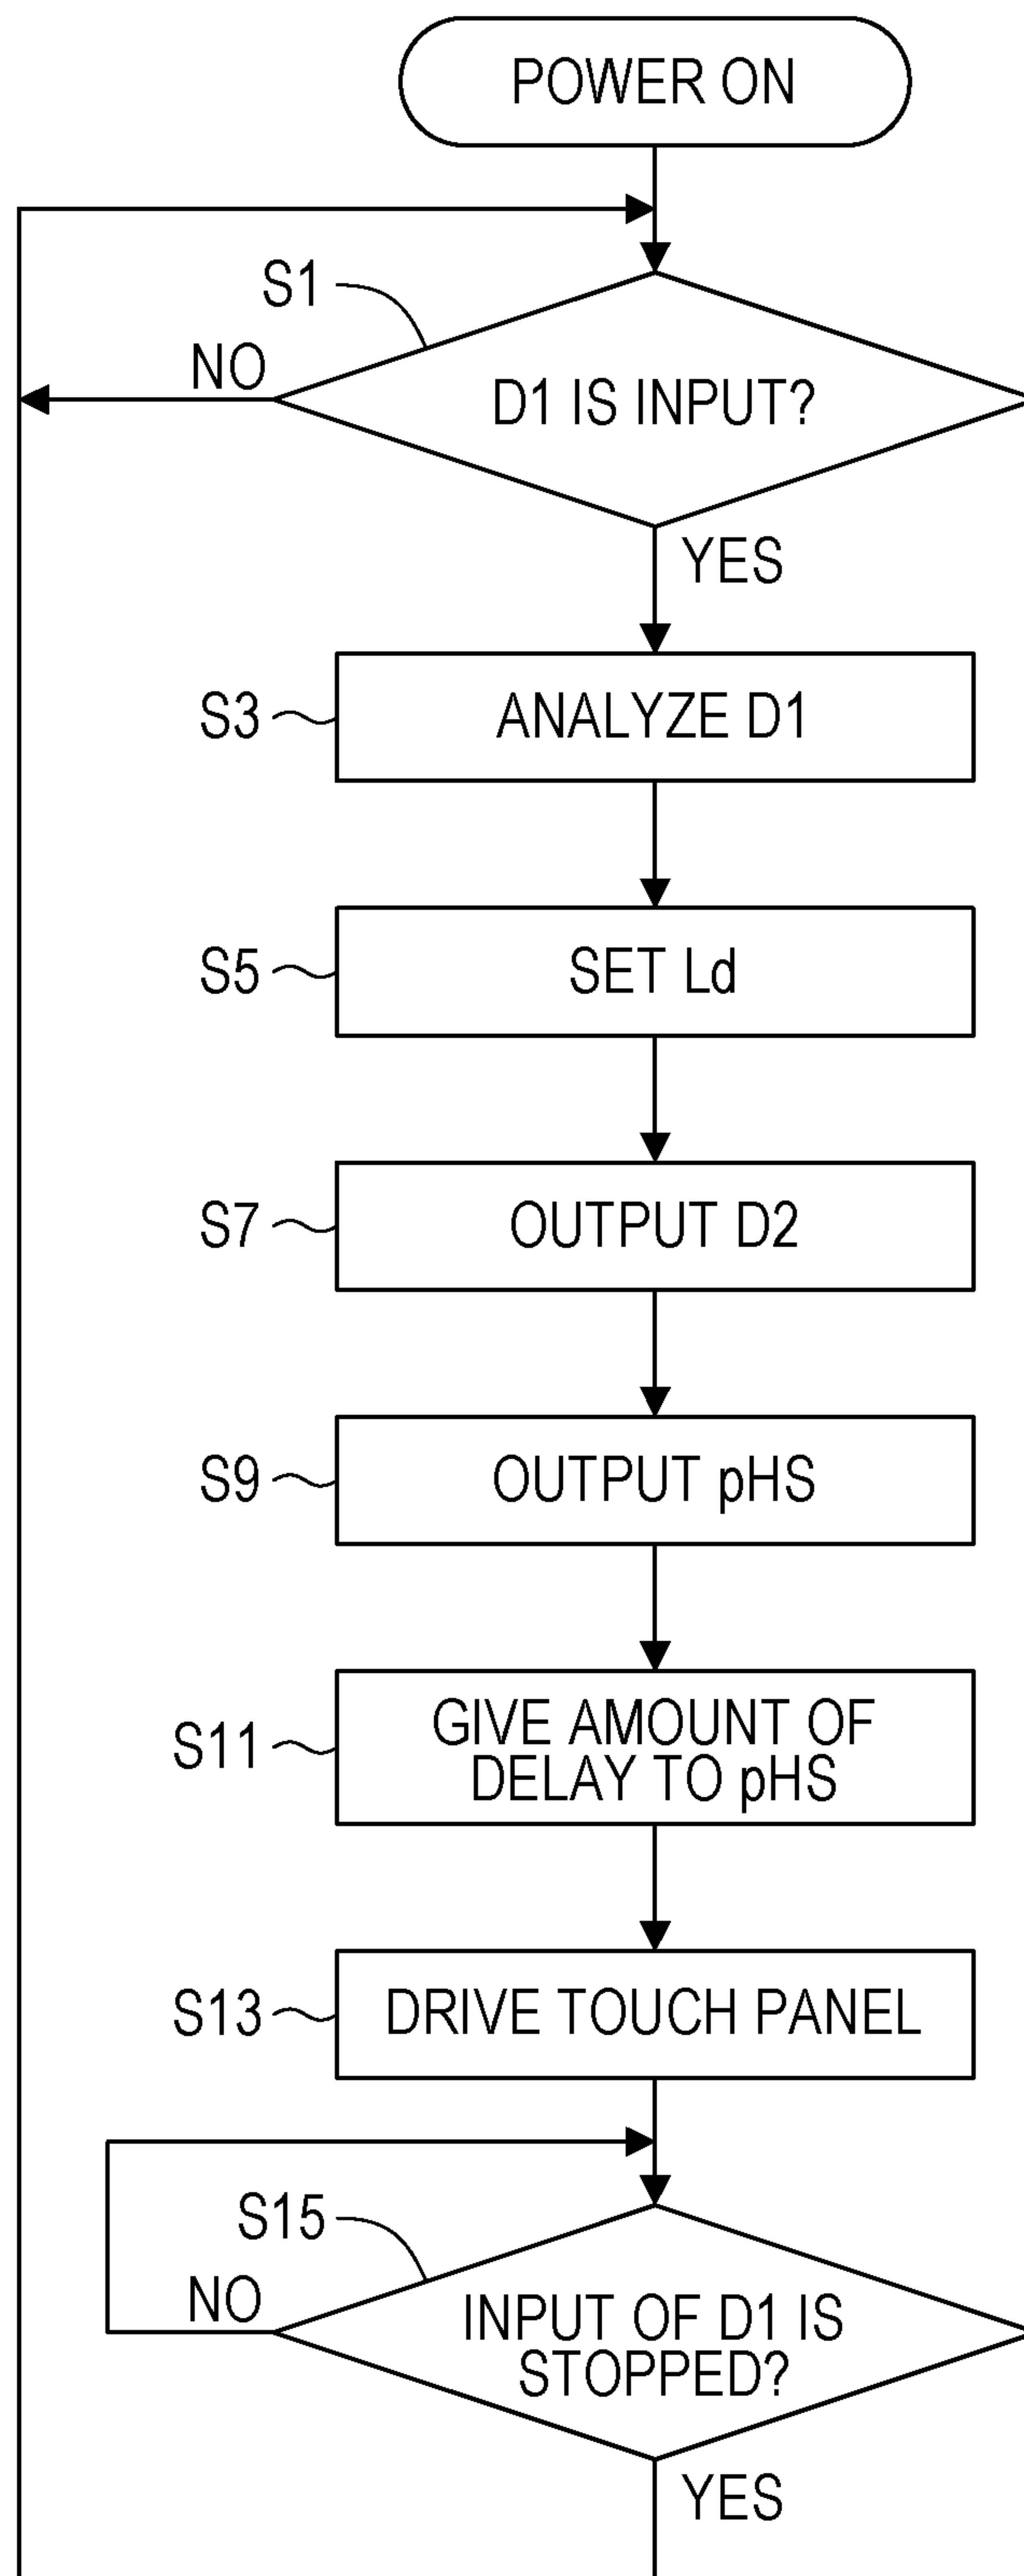 POWER ON
S1
NO
D1 IS INPUT?
YES
S3
ANALYZE D1
S5
SET Ld
S7
OUTPUT D2
S9
OUTPUT pHS
S11
GIVE AMOUNT OF
DELAY TO pHS
S13
DRIVE TOUCH PANEL
S15
NO
INPUT OF D1 IS
STOPPED?
YES